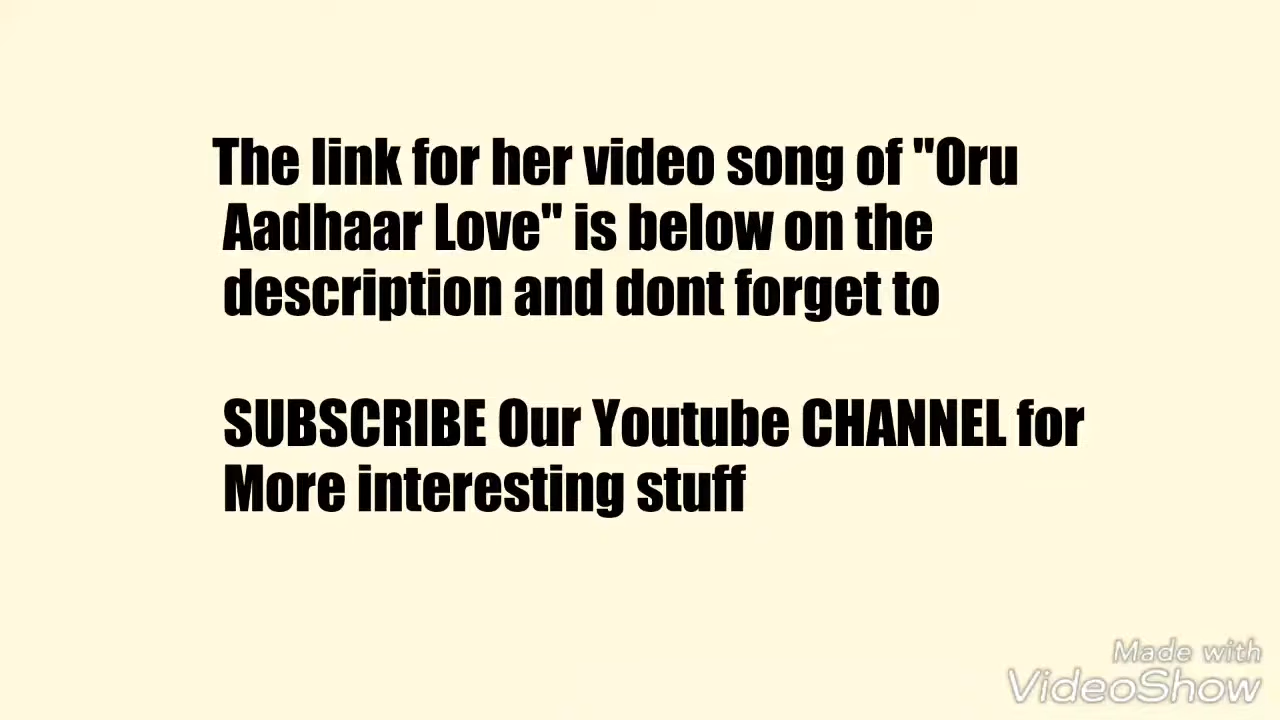 The link for her video song of "Oru
Aadhaar Love" is below on the
description and dont forget to
SUBSCRIBE Our Youtube CHANNEL for
More interesting stuff
Made with
VideoShow